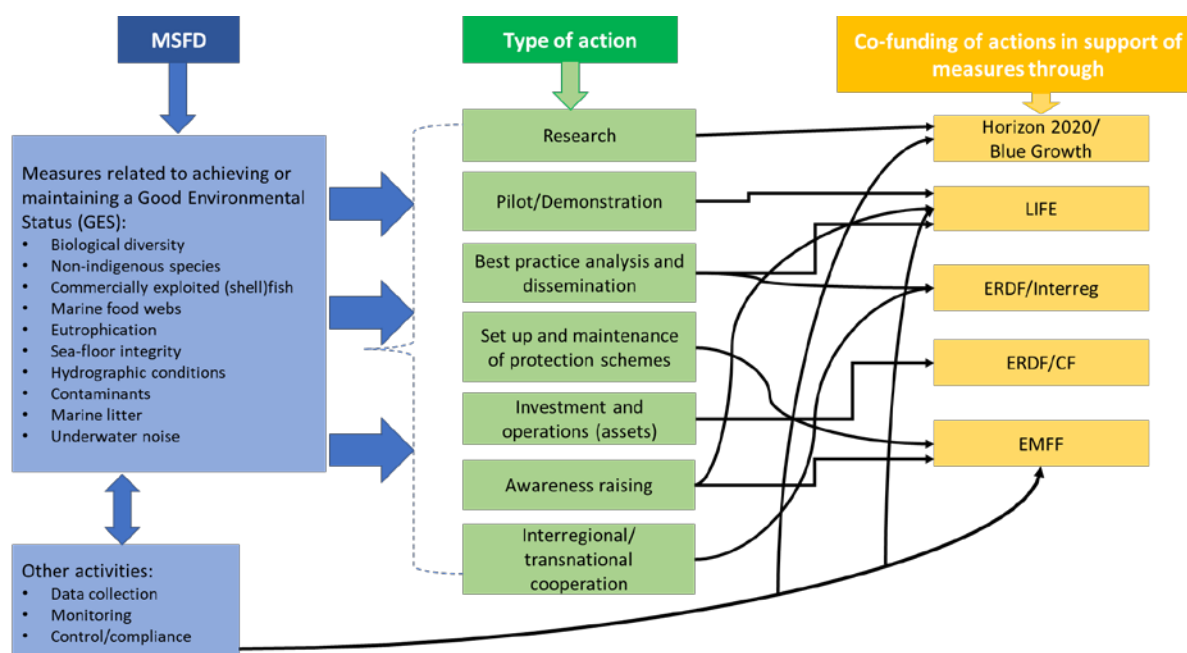 MSFD
Measures related to achieving or
maintaining a Good Environmental
Status (GES):
• Biological diversity
• Non-indigenous species
• Commercially exploited (shell)fish
• Marine food webs
• Eutrophication
• Sea-floor integrity
• Hydrographic conditions
• Contaminants
• Marine litter
• Underwater noise
Other activities:
• Data collection
• Monitoring
• Control/compliance
Type of action
Research
Pilot/Demonstration
Best practice analysis and
dissemination
Set up and maintenance
of protection schemes
Investment and
operations (assets)
Awareness raising
Interregional/
transnational
cooperation
Co-funding of actions in support of
measures through
Horizon 2020/
Blue Growth
LIFE
ERDF/Interreg
ERDF/CF
EMFF